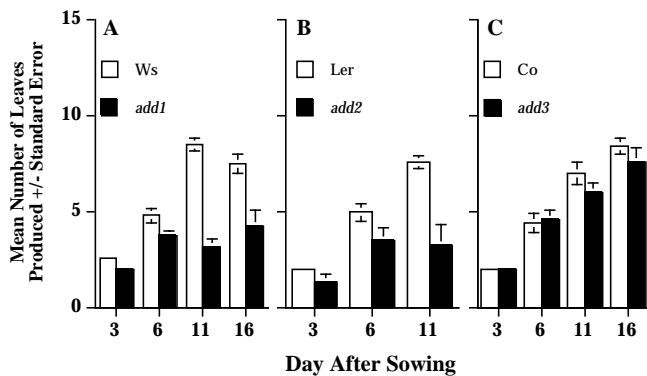 A
B
C
Ws
add1
Ler
add2
Co
add3
Mean Number of Leaves
Produced +/- Standard Error
15
10
5
0
3 6 11 16
3 6 11
3 6 11 16
Day After Sowing